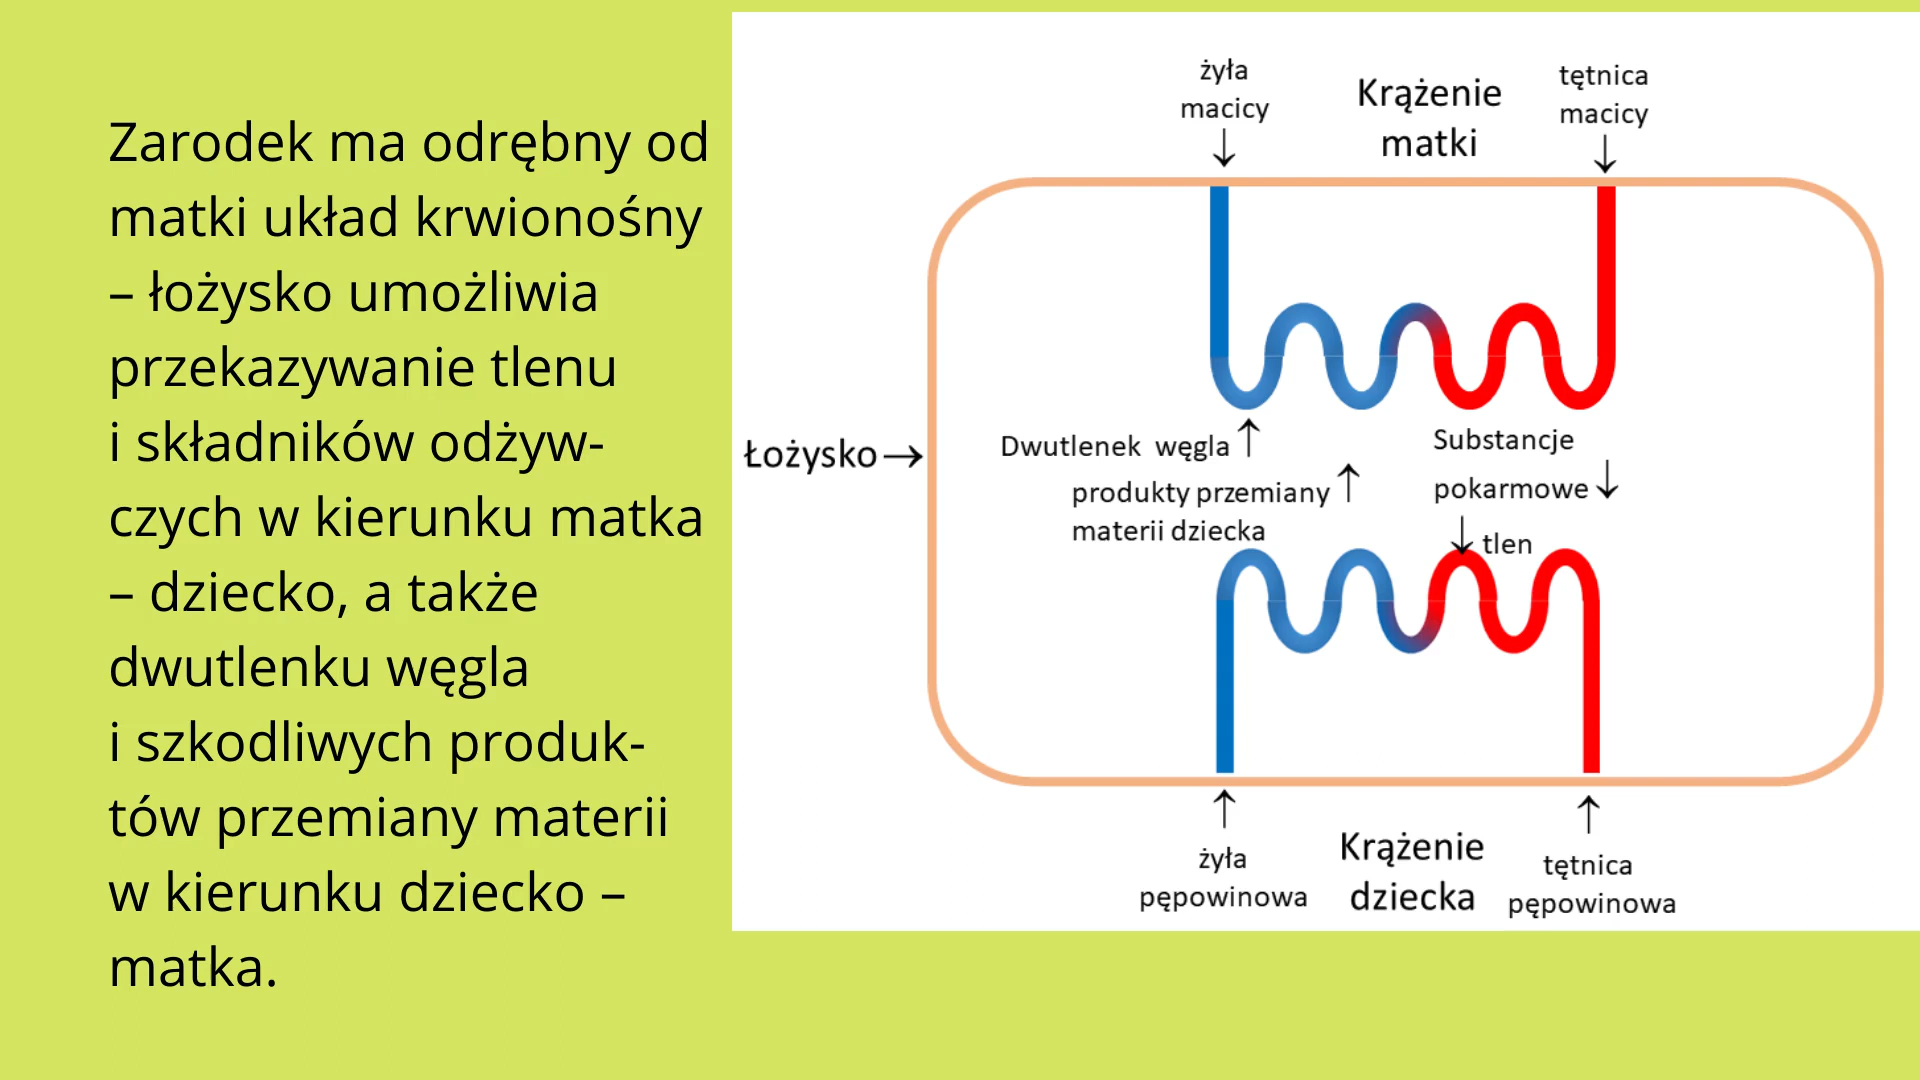 Zarodek ma odrębny od
matki układ krwionośny
– łożysko umożliwia
przekazywanie tlenu
i składników odżyw-
czych w kierunku matka
– dziecko, a także
dwutlenku węgla
i szkodliwych produk-
tów przemiany materii
w kierunku dziecko –
matka.
żyła
macicy
Krążenie
matki
tętnica
macicy
Łożysko
Dwutlenek węgla
produkty przemiany
materii dziecka
Substancje
pokarmowe
tlen
żyła
pępowinowa
Krążenie
dziecka
tętnica
pępowinowa